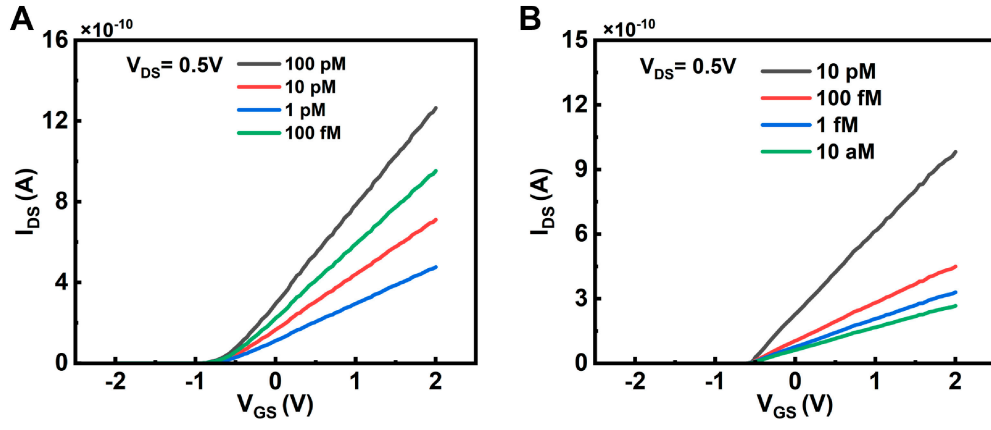 A
×10⁻¹⁰
16
12
8
4
0
I_DS (A)
V_DS= 0.5V
100 pM
10 pM
1 pM
100 fM
-2
-1
0
1
2
V_GS (V)
B
×10⁻¹⁰
15
12
9
6
3
0
I_DS (A)
V_DS= 0.5V
10 pM
100 fM
1 fM
10 aM
-2
-1
0
1
2
V_GS (V)